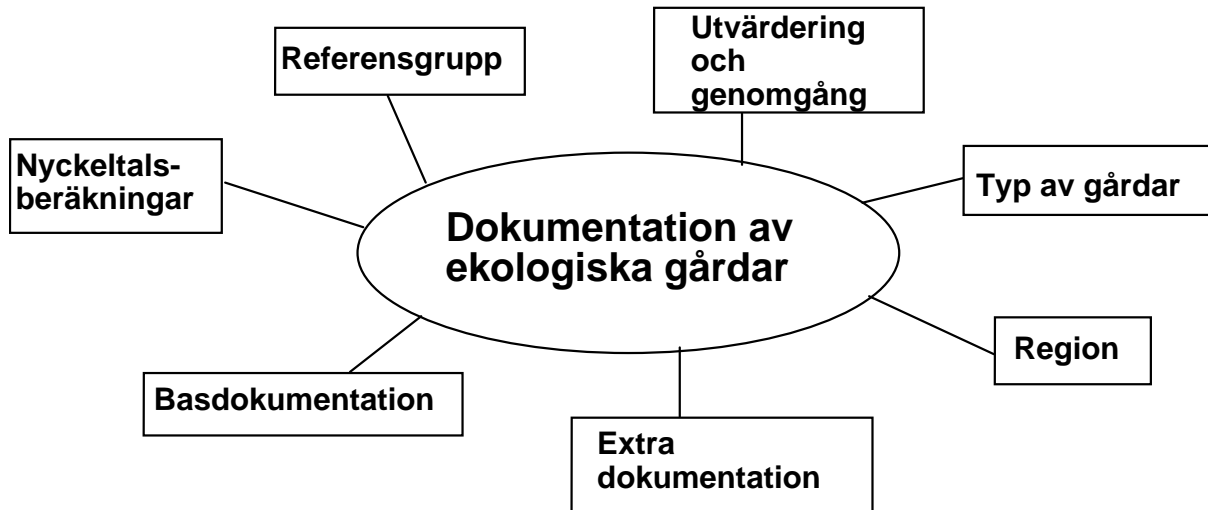 Utvärdering
och
genomgång
Referensgrupp
Nyckeltals-
beräkningar
Typ av gårdar
Dokumentation av
ekologiska gårdar
Region
Basdokumentation
Extra
dokumentation